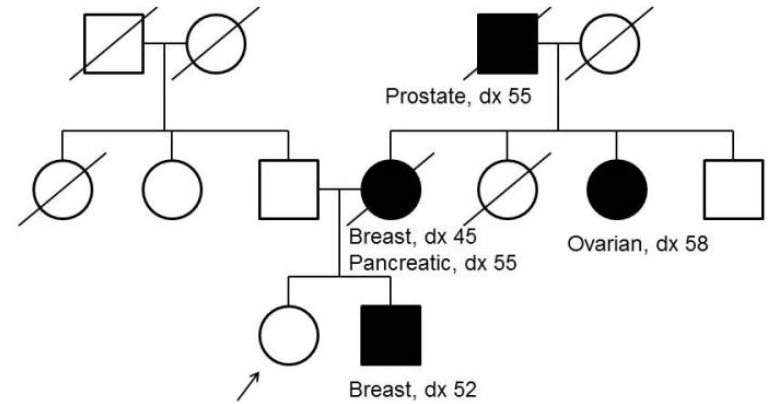 Prostate, dx 55
Breast, dx 45
Pancreatic, dx 55
Ovarian, dx 58
Breast, dx 52